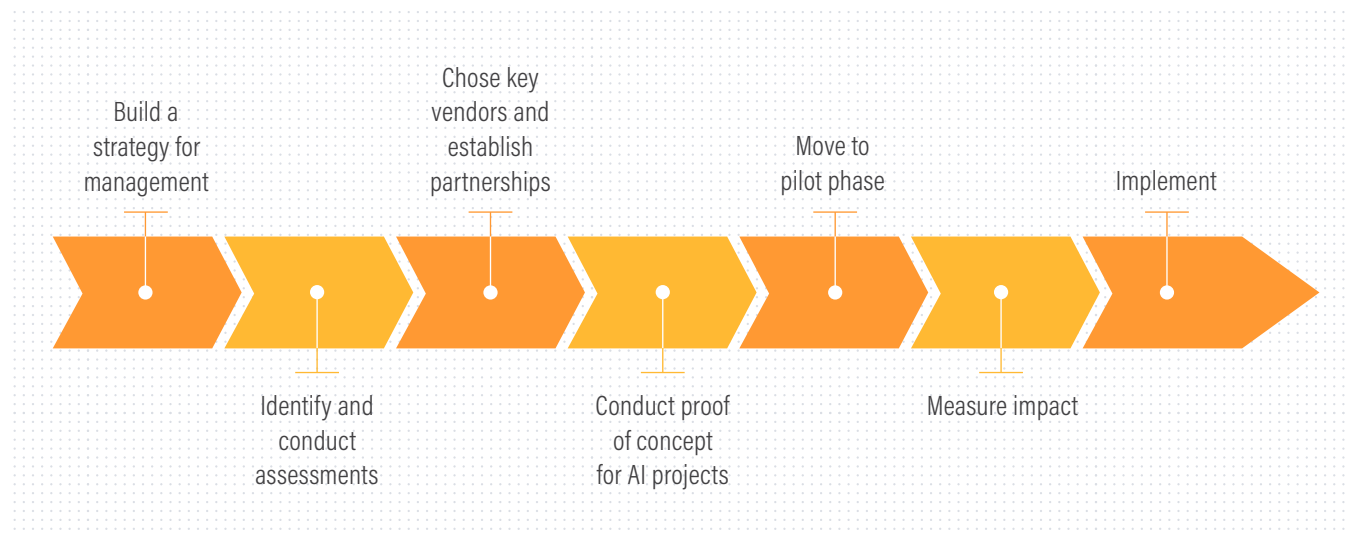 Build a
strategy for
management
Identify and
conduct
assessments
Chose key
vendors and
establish
partnerships
Conduct proof
of concept
for AI projects
Move to
pilot phase
Measure impact
Implement